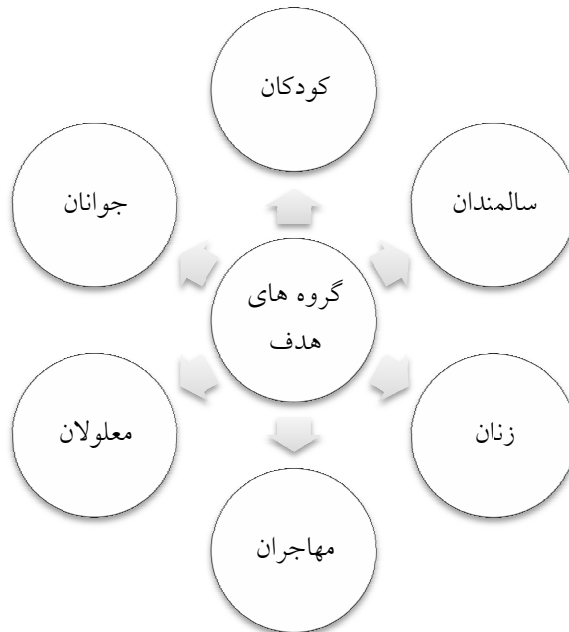 کودکان
سالمندان
زنان
مهاجران
معلولان
جوانان
گروه های
هدف